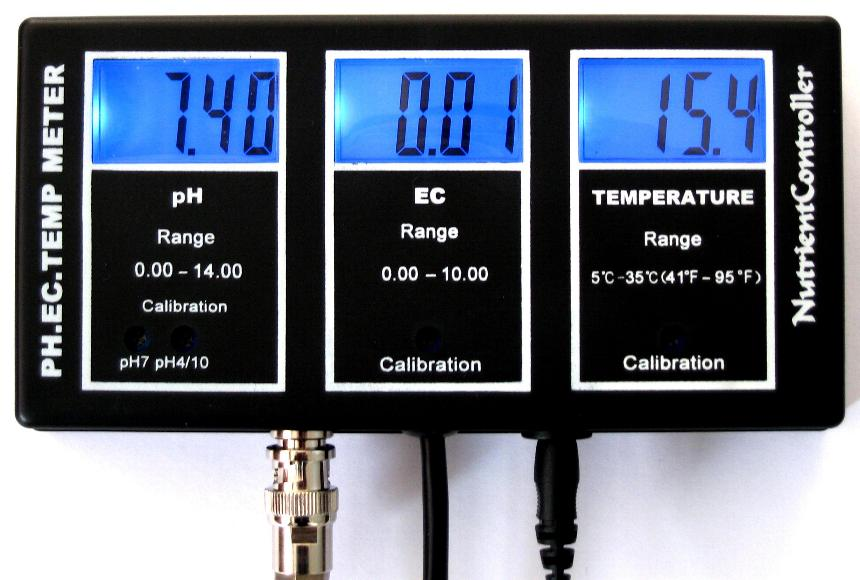 PH.EC.TEMP METER
7.40
pH
Range
0.00 – 14.00
Calibration
pH7 pH4/10
0.01
EC
Range
0.00 – 10.00
Calibration
15.4
TEMPERATURE
Range
5℃-35℃(41°F – 95°F)
Calibration
NutrientController